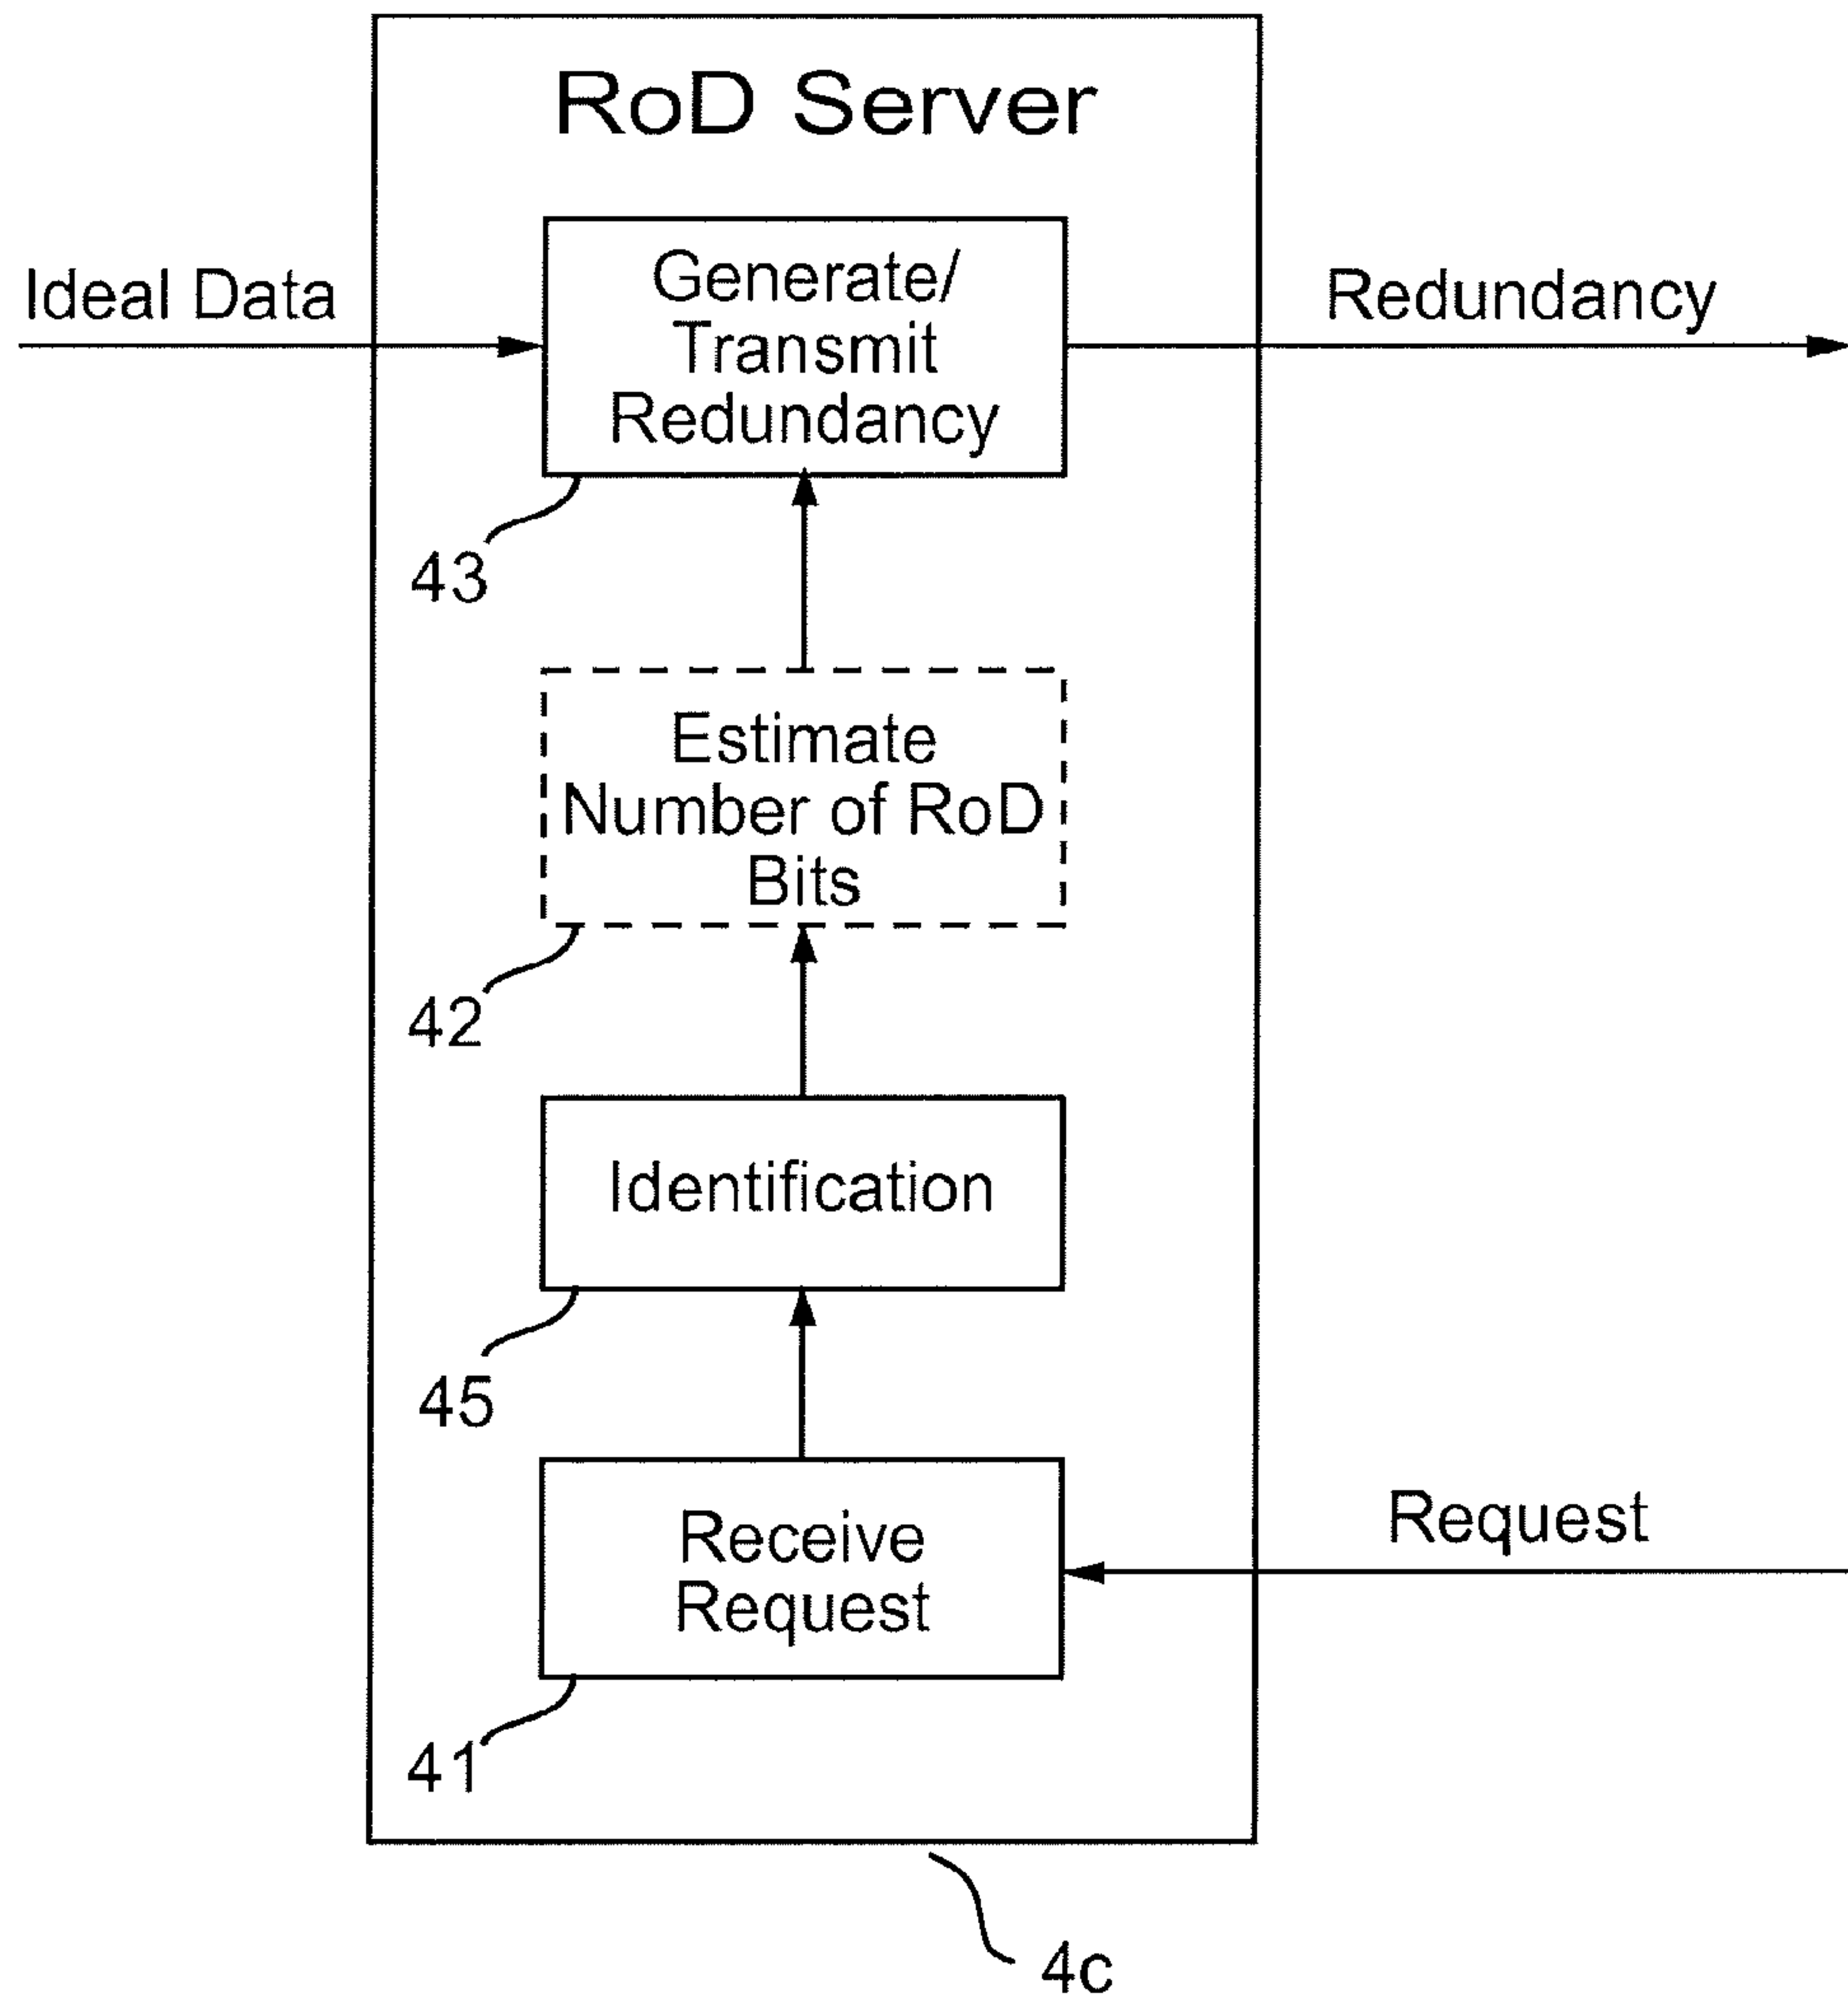 RoD Server
Ideal Data
Generate/
Transmit
Redundancy
Redundancy
43
Estimate
Number of RoD
Bits
42
Identification
45
Request
Receive
Request
41
4c